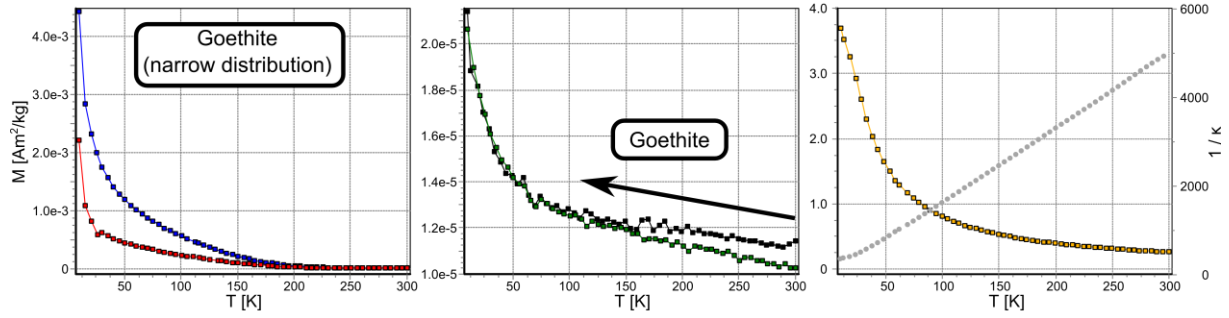 4.0e-3
3.0e-3
2.0e-3
1.0e-3
0
M [Am²/kg]
Goethite
(narrow distribution)
50 100 150 200 250 300
T [K]
2.0e-5
1.8e-5
1.6e-5
1.4e-5
1.2e-5
1.0e-5
Goethite
50 100 150 200 250 300
T [K]
4.0
3.0
2.0
1.0
0
50 100 150 200 250 300
T [K]
6000
4000
2000
0
1 / κ